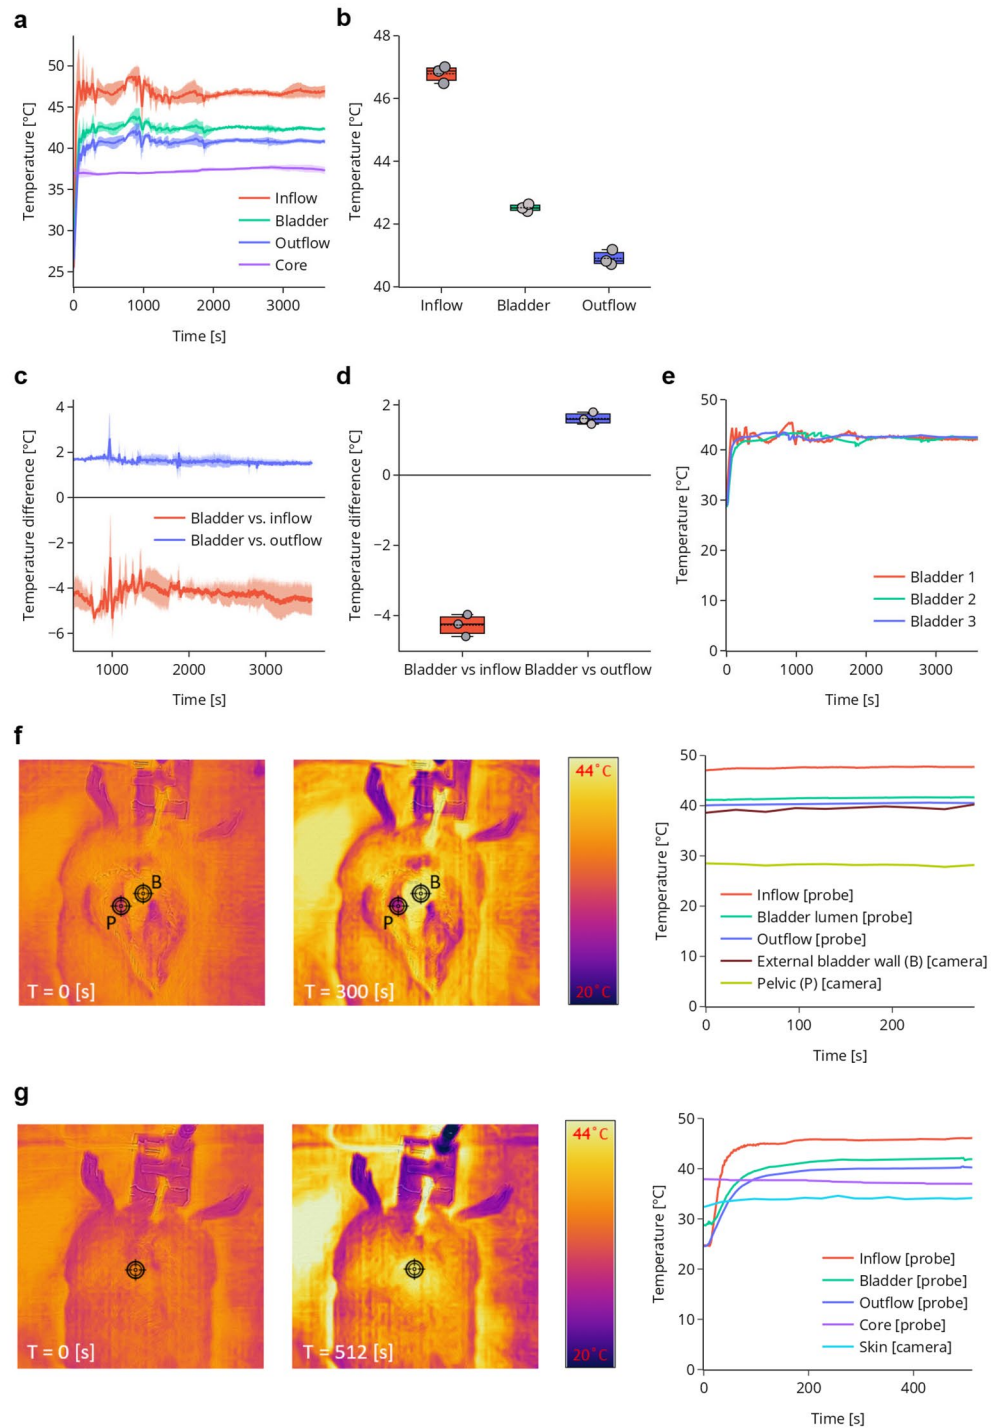 a
Temperature [°C]
50
45
40
35
30
25
0
1000
2000
3000
Time [s]
Inflow
Bladder
Outflow
Core
b
Temperature [°C]
48
46
44
42
40
Inflow
Bladder
Outflow
c
Temperature difference [°C]
4
2
0
−2
−4
−6
Bladder vs. inflow
Bladder vs. outflow
1000
2000
3000
Time [s]
d
Temperature difference [°C]
2
0
−2
−4
Bladder vs inflow
Bladder vs outflow
e
Temperature [°C]
50
40
30
20
10
0
Bladder 1
Bladder 2
Bladder 3
0
1000
2000
3000
Time [s]
f
B
P
T = 0 [s]
B
P
T = 300 [s]
44°C
20°C
Temperature [°C]
50
40
30
20
10
0
Inflow [probe]
Bladder lumen [probe]
Outflow [probe]
External bladder wall (B) [camera]
Pelvic (P) [camera]
0
100
200
Time [s]
g
T = 0 [s]
T = 512 [s]
44°C
20°C
Temperature [°C]
50
40
30
20
10
0
Inflow [probe]
Bladder [probe]
Outflow [probe]
Core [probe]
Skin [camera]
0
200
400
Time [s]